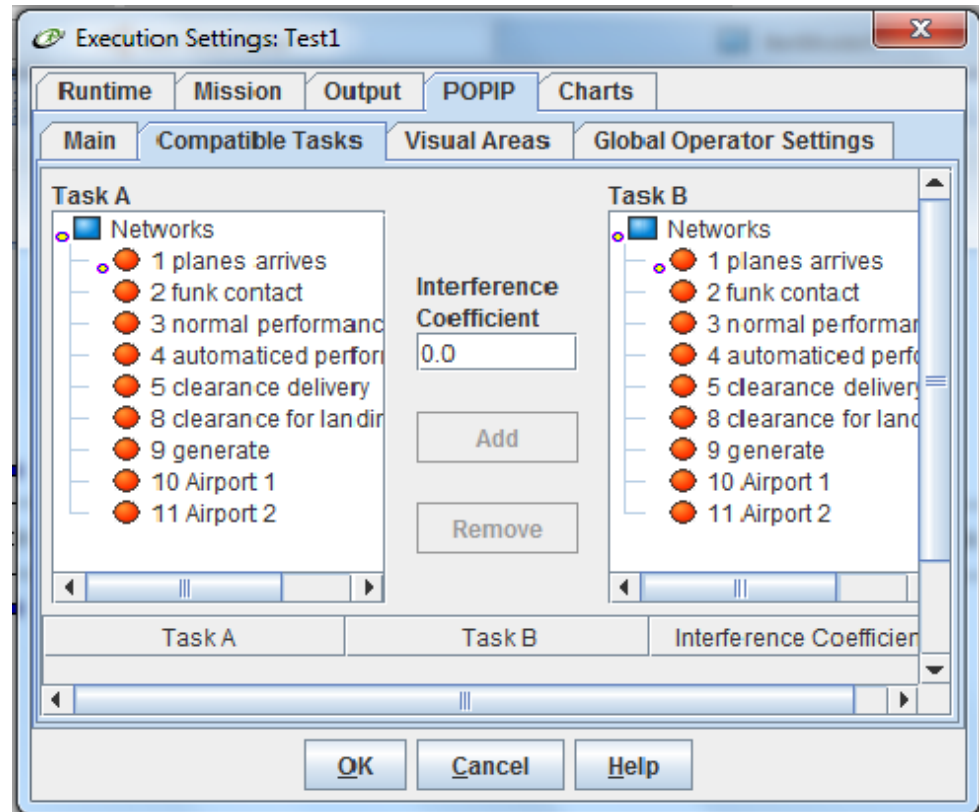 Execution Settings: Test1
Runtime Mission Output POPIP Charts
Main Compatible Tasks Visual Areas Global Operator Settings
Task A
Networks
1 planes arrives
2 funk contact
3 normal performanc
4 automaticed perforr
5 clearance delivery
8 clearance for landir
9 generate
10 Airport 1
11 Airport 2
Interference
Coefficient
0.0
Add
Remove
Task B
Networks
1 planes arrives
2 funk contact
3 normal performar
4 automaticed perfo
5 clearance delivery
8 clearance for land
9 generate
10 Airport 1
11 Airport 2
Task A Task B Interference Coefficien
OK Cancel Help